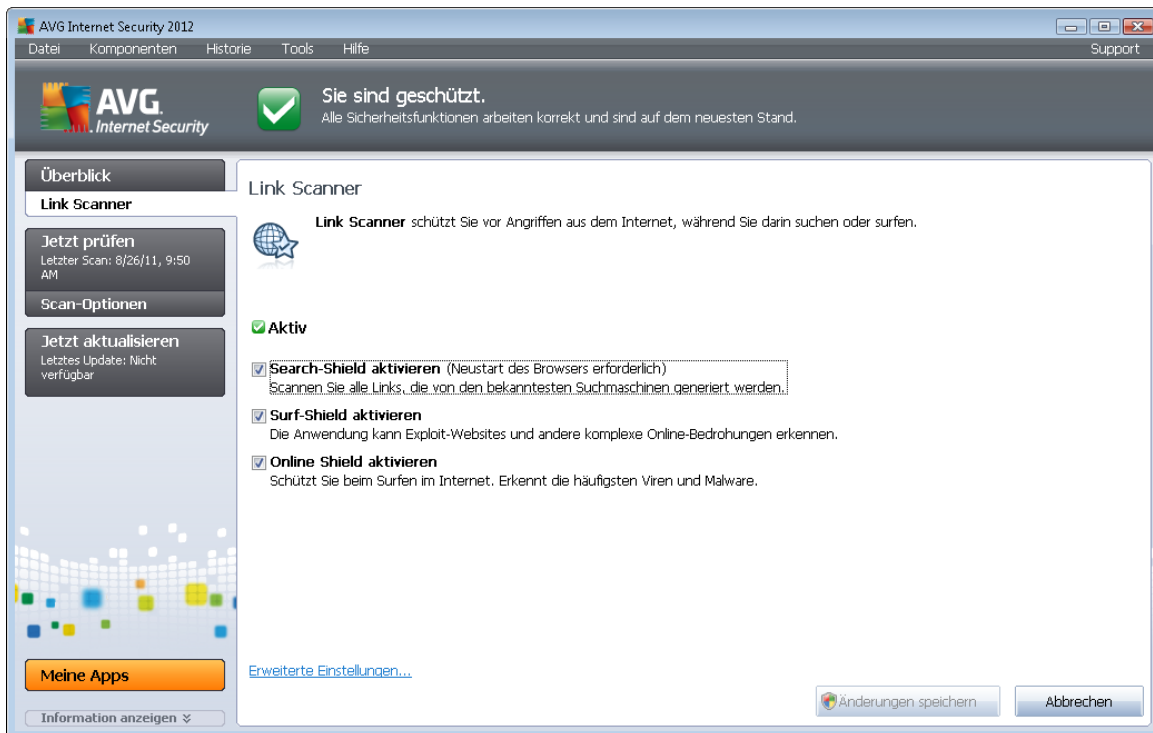 AVG Internet Security 2012
Datei Komponenten Historie Tools Hilfe Support
AVG.
Internet Security
Sie sind geschützt.
Alle Sicherheitsfunktionen arbeiten korrekt und sind auf dem neuesten Stand.
Überblick
Link Scanner
Jetzt prüfen
Letzter Scan: 8/26/11, 9:50
AM
Scan-Optionen
Jetzt aktualisieren
Letztes Update: Nicht
verfügbar
Meine Apps
Information anzeigen
Link Scanner
Link Scanner schützt Sie vor Angriffen aus dem Internet, während Sie darin suchen oder surfen.
Aktiv
Search-Shield aktivieren (Neustart des Browsers erforderlich)
Scannen Sie alle Links, die von den bekanntesten Suchmaschinen generiert werden.
Surf-Shield aktivieren
Die Anwendung kann Exploit-Websites und andere komplexe Online-Bedrohungen erkennen.
Online Shield aktivieren
Schützt Sie beim Surfen im Internet. Erkennt die häufigsten Viren und Malware.
Erweiterte Einstellungen...
Änderungen speichern
Abbrechen